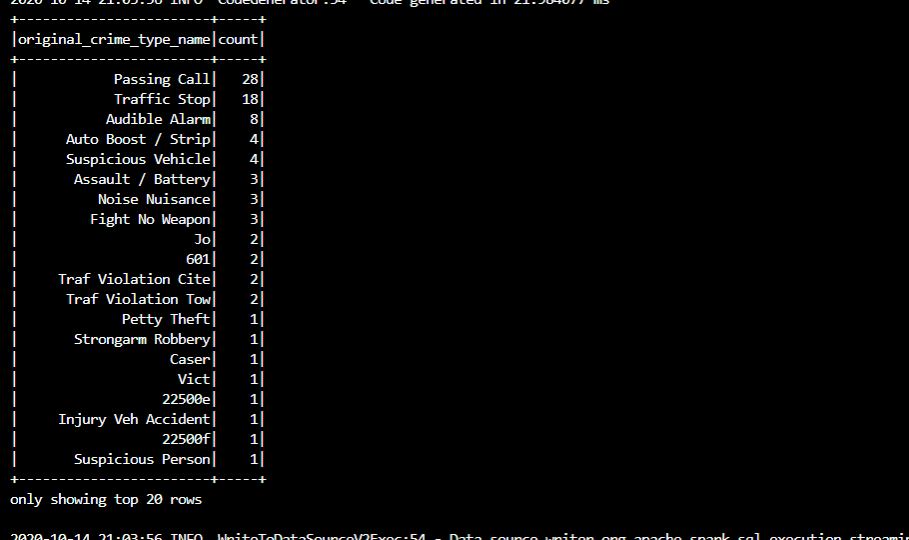 2020-10-14 21:03:56 INFO CodeGenerator:54 - Code generated in 21.984677 ms
+------------------------+-----+
|original_crime_type_name|count|
+------------------------+-----+
|            Passing Call|   28|
|            Traffic Stop|   18|
|           Audible Alarm|    8|
|      Auto Boost / Strip|    4|
|      Suspicious Vehicle|    4|
|       Assault / Battery|    3|
|          Noise Nuisance|    3|
|         Fight No Weapon|    3|
|                      Jo|    2|
|                     601|    2|
|     Traf Violation Cite|    2|
|      Traf Violation Tow|    2|
|             Petty Theft|    1|
|       Strongarm Robbery|    1|
|                   Caser|    1|
|                    Vict|    1|
|                  22500e|    1|
|     Injury Veh Accident|    1|
|                  22500f|    1|
|       Suspicious Person|    1|
+------------------------+-----+
only showing top 20 rows
2020-10-14 21:03:56 INFO WriteToDataSourceV2Exec:54 - Data source writer org.apache.spark.sql.execution.streamin